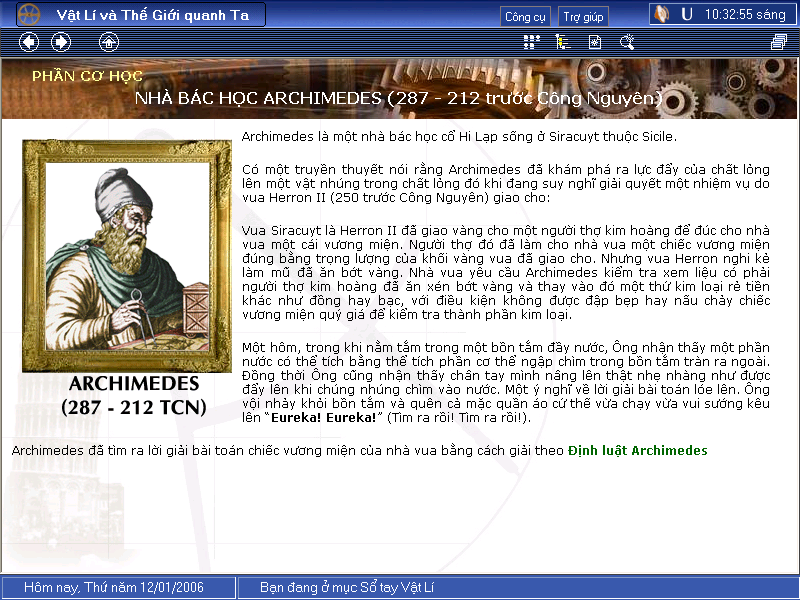 Vật Lí và Thế Giới quanh Ta
Công cụ
Trợ giúp
U
10:32:55 sáng
PHẦN CƠ HỌC
NHÀ BÁC HỌC ARCHIMEDES (287 - 212 trước Công Nguyên)
Archimedes là một nhà bác học cổ Hi Lạp sống ở Siracuyt thuộc Sicile.
Có một truyền thuyết nói rằng Archimedes đã khám phá ra lực đẩy của chất lỏng
lên một vật nhúng trong chất lỏng đó khi đang suy nghĩ giải quyết một nhiệm vụ do
vua Herron II (250 trước Công Nguyên) giao cho:
Vua Siracuyt là Herron II đã giao vàng cho một người thợ kim hoàng để đúc cho nhà
vua một cái vương miện. Người thợ đó đã làm cho nhà vua một chiếc vương miện
đúng bằng trọng lượng của khối vàng vua đã giao cho. Nhưng vua Herron nghi kẻ
làm mũ đã ăn bớt vàng. Nhà vua yêu cầu Archimedes kiểm tra xem liệu có phải
người thợ kim hoàng đã ăn xén bớt vàng và thay vào đó một thứ kim loại rẻ tiền
khác như đồng hay bạc, với điều kiện không được đập bẹp hay nấu chảy chiếc
vương miện quý giá để kiểm tra thành phần kim loại.
Một hôm, trong khi nằm tắm trong một bồn tắm đầy nước, Ông nhận thấy một phần
nước có thể tích bằng thể tích phần cơ thể ngập chìm trong bồn tắm tràn ra ngoài.
Đồng thời Ông cũng nhận thấy chân tay mình nâng lên thật nhẹ nhàng như được
đẩy lên khi chúng nhúng chìm vào nước. Một ý nghĩ về lời giải bài toán lóe lên. Ông
vội nhảy khỏi bồn tắm và quên cả mặc quần áo cứ thế vừa chạy vừa vui sướng kêu
lên “Eureka! Eureka!” (Tìm ra rồi! Tìm ra rồi!).
ARCHIMEDES
(287 - 212 TCN)
Archimedes đã tìm ra lời giải bài toán chiếc vương miện của nhà vua bằng cách giải theo Định luật Archimedes
Hôm nay, Thứ năm 12/01/2006
Bạn đang ở mục Sổ tay Vật Lí